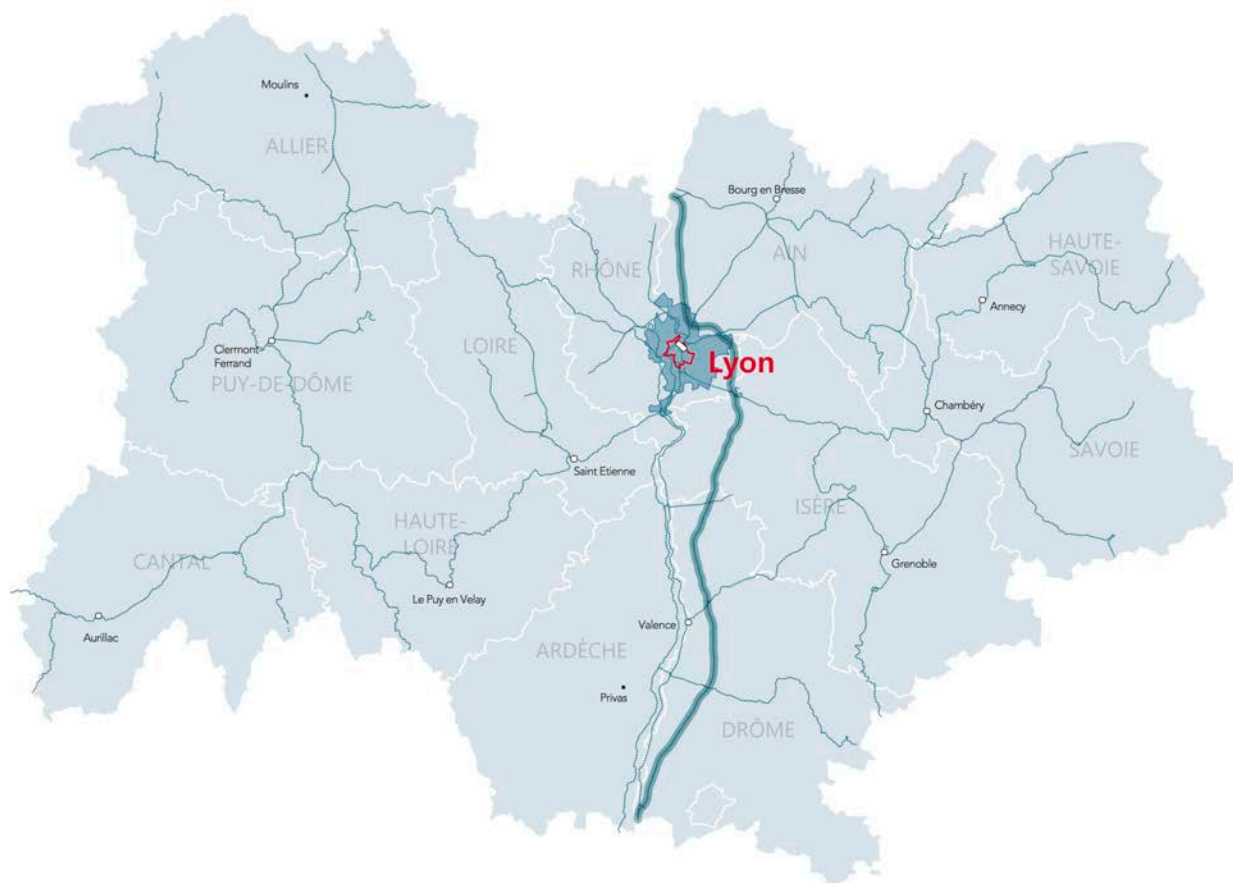 Moulins
ALLIER
Bourg en Bresse
RHÔNE
AIN
HAUTE-
SAVOIE
Annecy
Clermont
Ferrand
PUY-DE-DÔME
LOIRE
Lyon
Chambéry
SAVOIE
Saint Etienne
ISÈRE
HAUTE-
LOIRE
CANTAL
Grenoble
Le Puy en Velay
Aurillac
Valence
ARDÈCHE
Privas
DRÔME